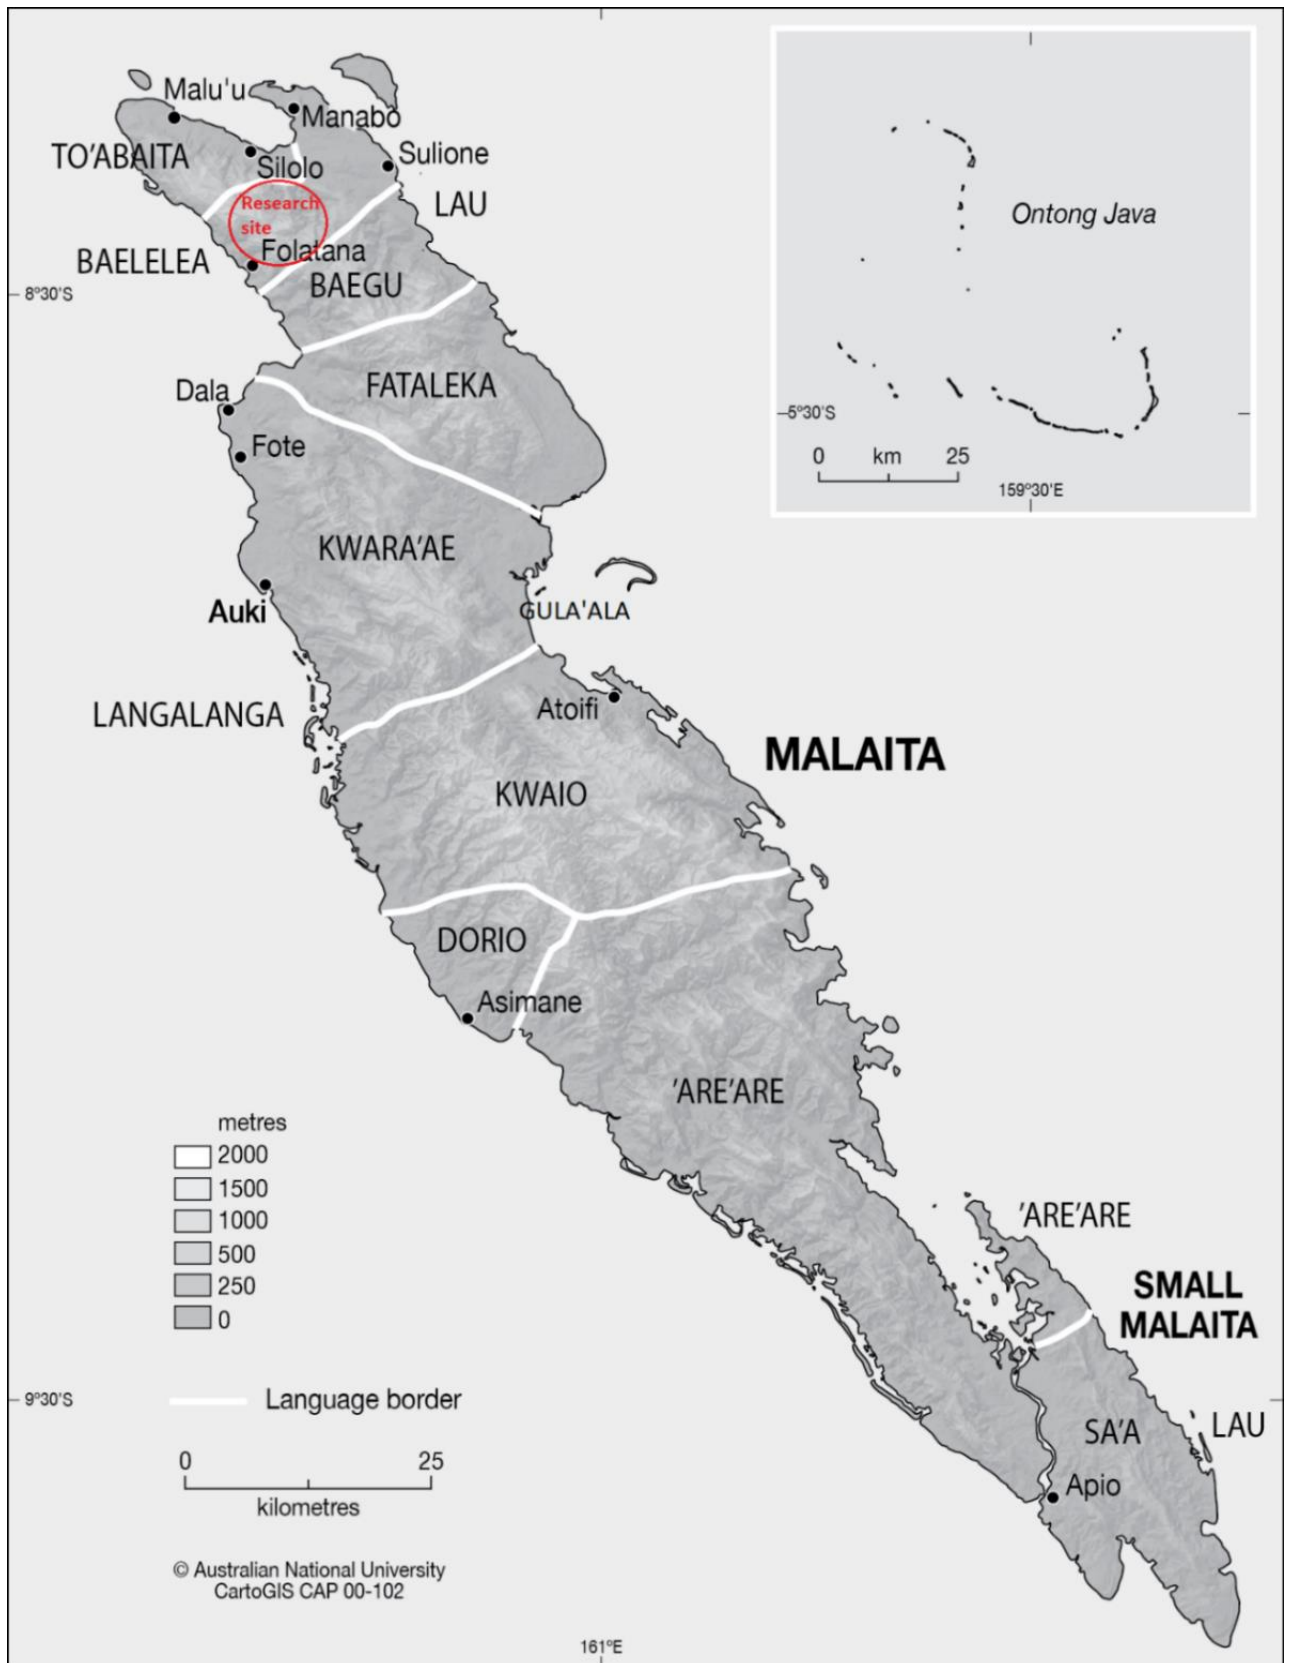 Malu'u
Manabo
TO'ABAITA
Silolo
Sulione
Research
site
LAU
Folatana
BAELELEA
BAEGU
8°30'S
Ontong Java
5°30'S
0 km 25
159°30'E
Dala
FATALEKA
Fote
KWARA'AE
Auki
GULA'ALA
LANGALANGA
Atoifi
MALAITA
KWAIO
DORIO
Asimane
'ARE'ARE
metres
2000
1500
1000
500
250
0
'ARE'ARE
SMALL
MALAITA
9°30'S
Language border
LAU
SA'A
Apio
0 25
kilometres
© Australian National University
CartoGIS CAP 00-102
161°E